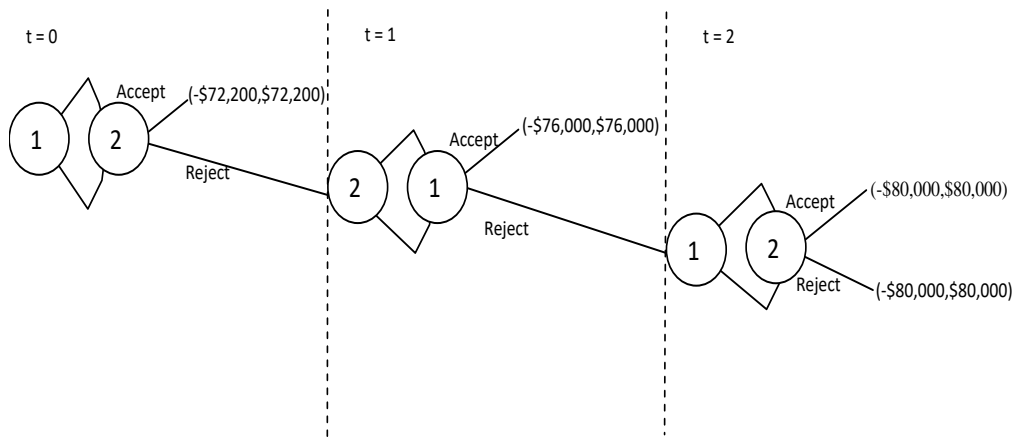 t = 0
1
2
Accept
(-$72,200,$72,200)
Reject
t = 1
2
1
Accept
(-$76,000,$76,000)
Reject
t = 2
1
2
Accept
(-$80,000,$80,000)
Reject
(-$80,000,$80,000)